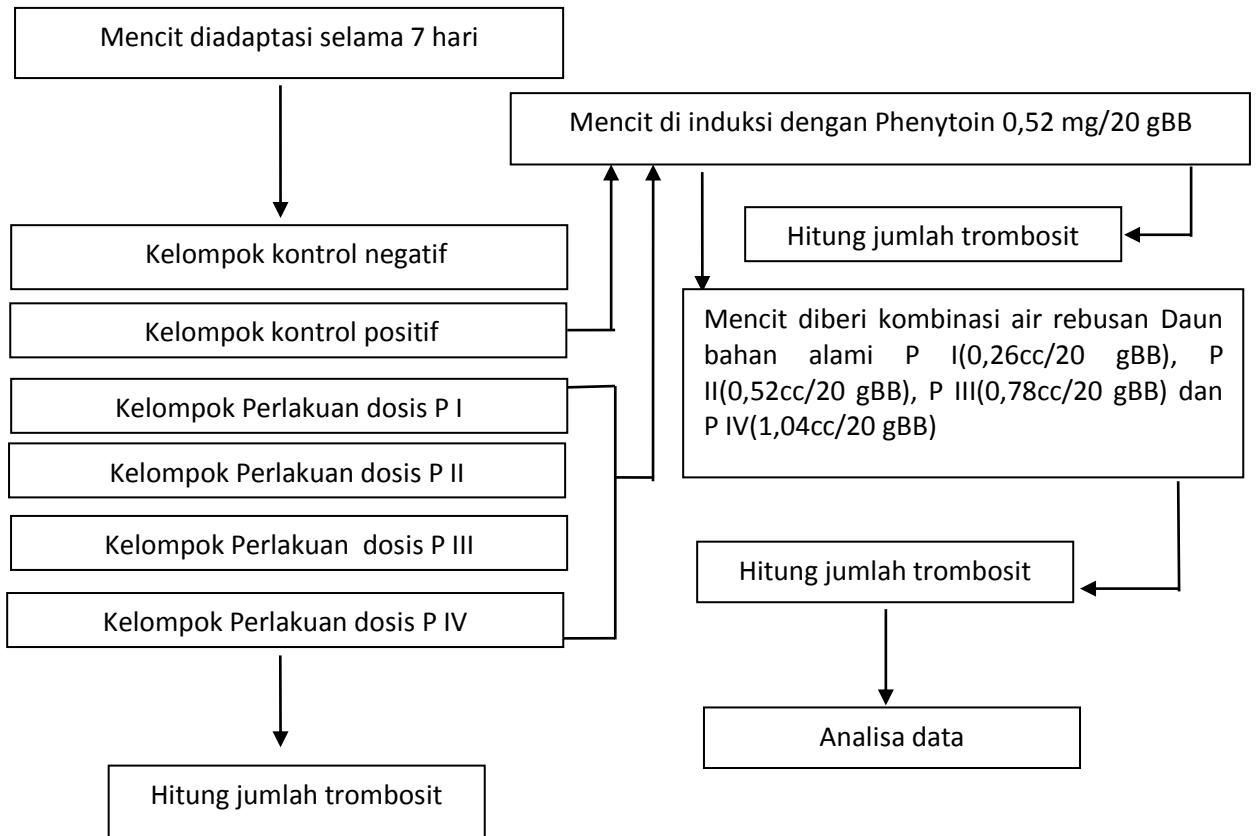 Mencit diadaptasi selama 7 hari
Mencit di induksi dengan Phenytoin 0,52 mg/20 gBB
Hitung jumlah trombosit
Kelompok kontrol negatif
Kelompok kontrol positif
Kelompok Perlakuan dosis P I
Kelompok Perlakuan dosis P II
Kelompok Perlakuan dosis P III
Kelompok Perlakuan dosis P IV
Mencit diberi kombinasi air rebusan Daun
bahan alami P I(0,26cc/20 gBB), P
II(0,52cc/20 gBB), P III(0,78cc/20 gBB) dan
P IV(1,04cc/20 gBB)
Hitung jumlah trombosit
Analisa data
Hitung jumlah trombosit